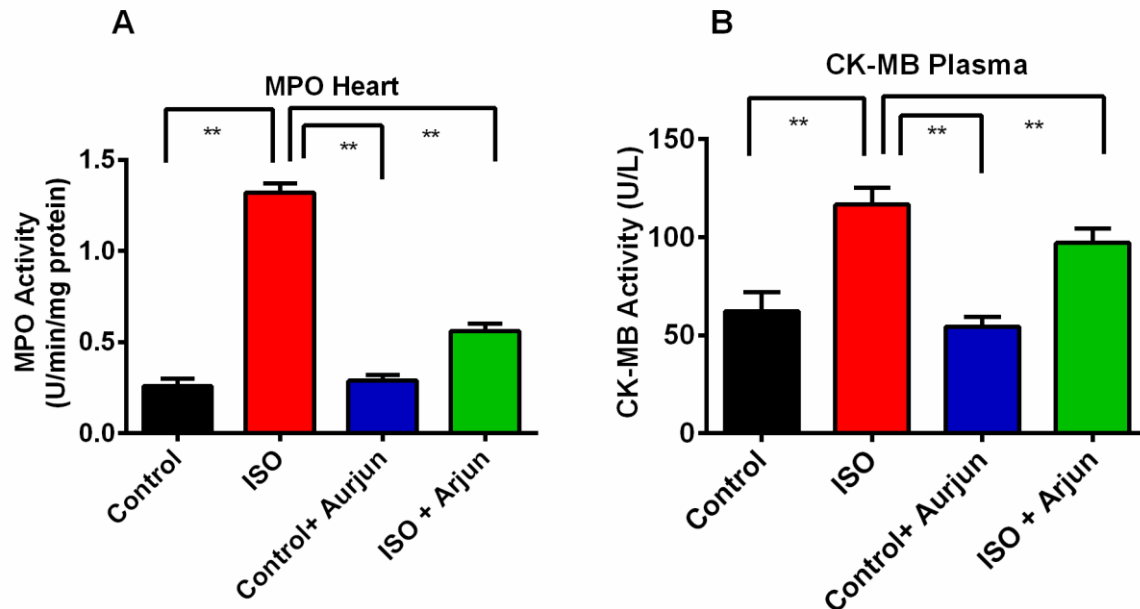 A
MPO Heart
**
**
**
MPO Activity
(U/min/mg protein)
1.5
1.0
0.5
0.0
Control
ISO
Control+ Aurjun
ISO + Arjun
B
CK-MB Plasma
**
**
**
CK-MB Activity (U/L)
150
100
50
0
Control
ISO
Control+ Aurjun
ISO + Arjun